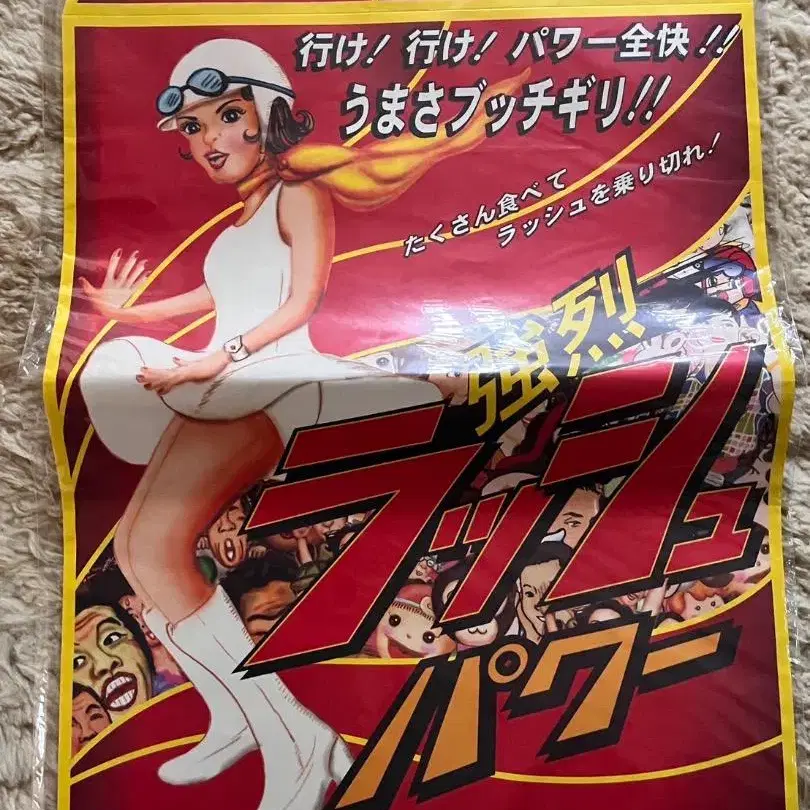 行け! 行け! パワー全快!!
うまさブッチギリ!!
たくさん食べて
ラッシュを乗り切れ!
強烈
ラッシュ
パワー